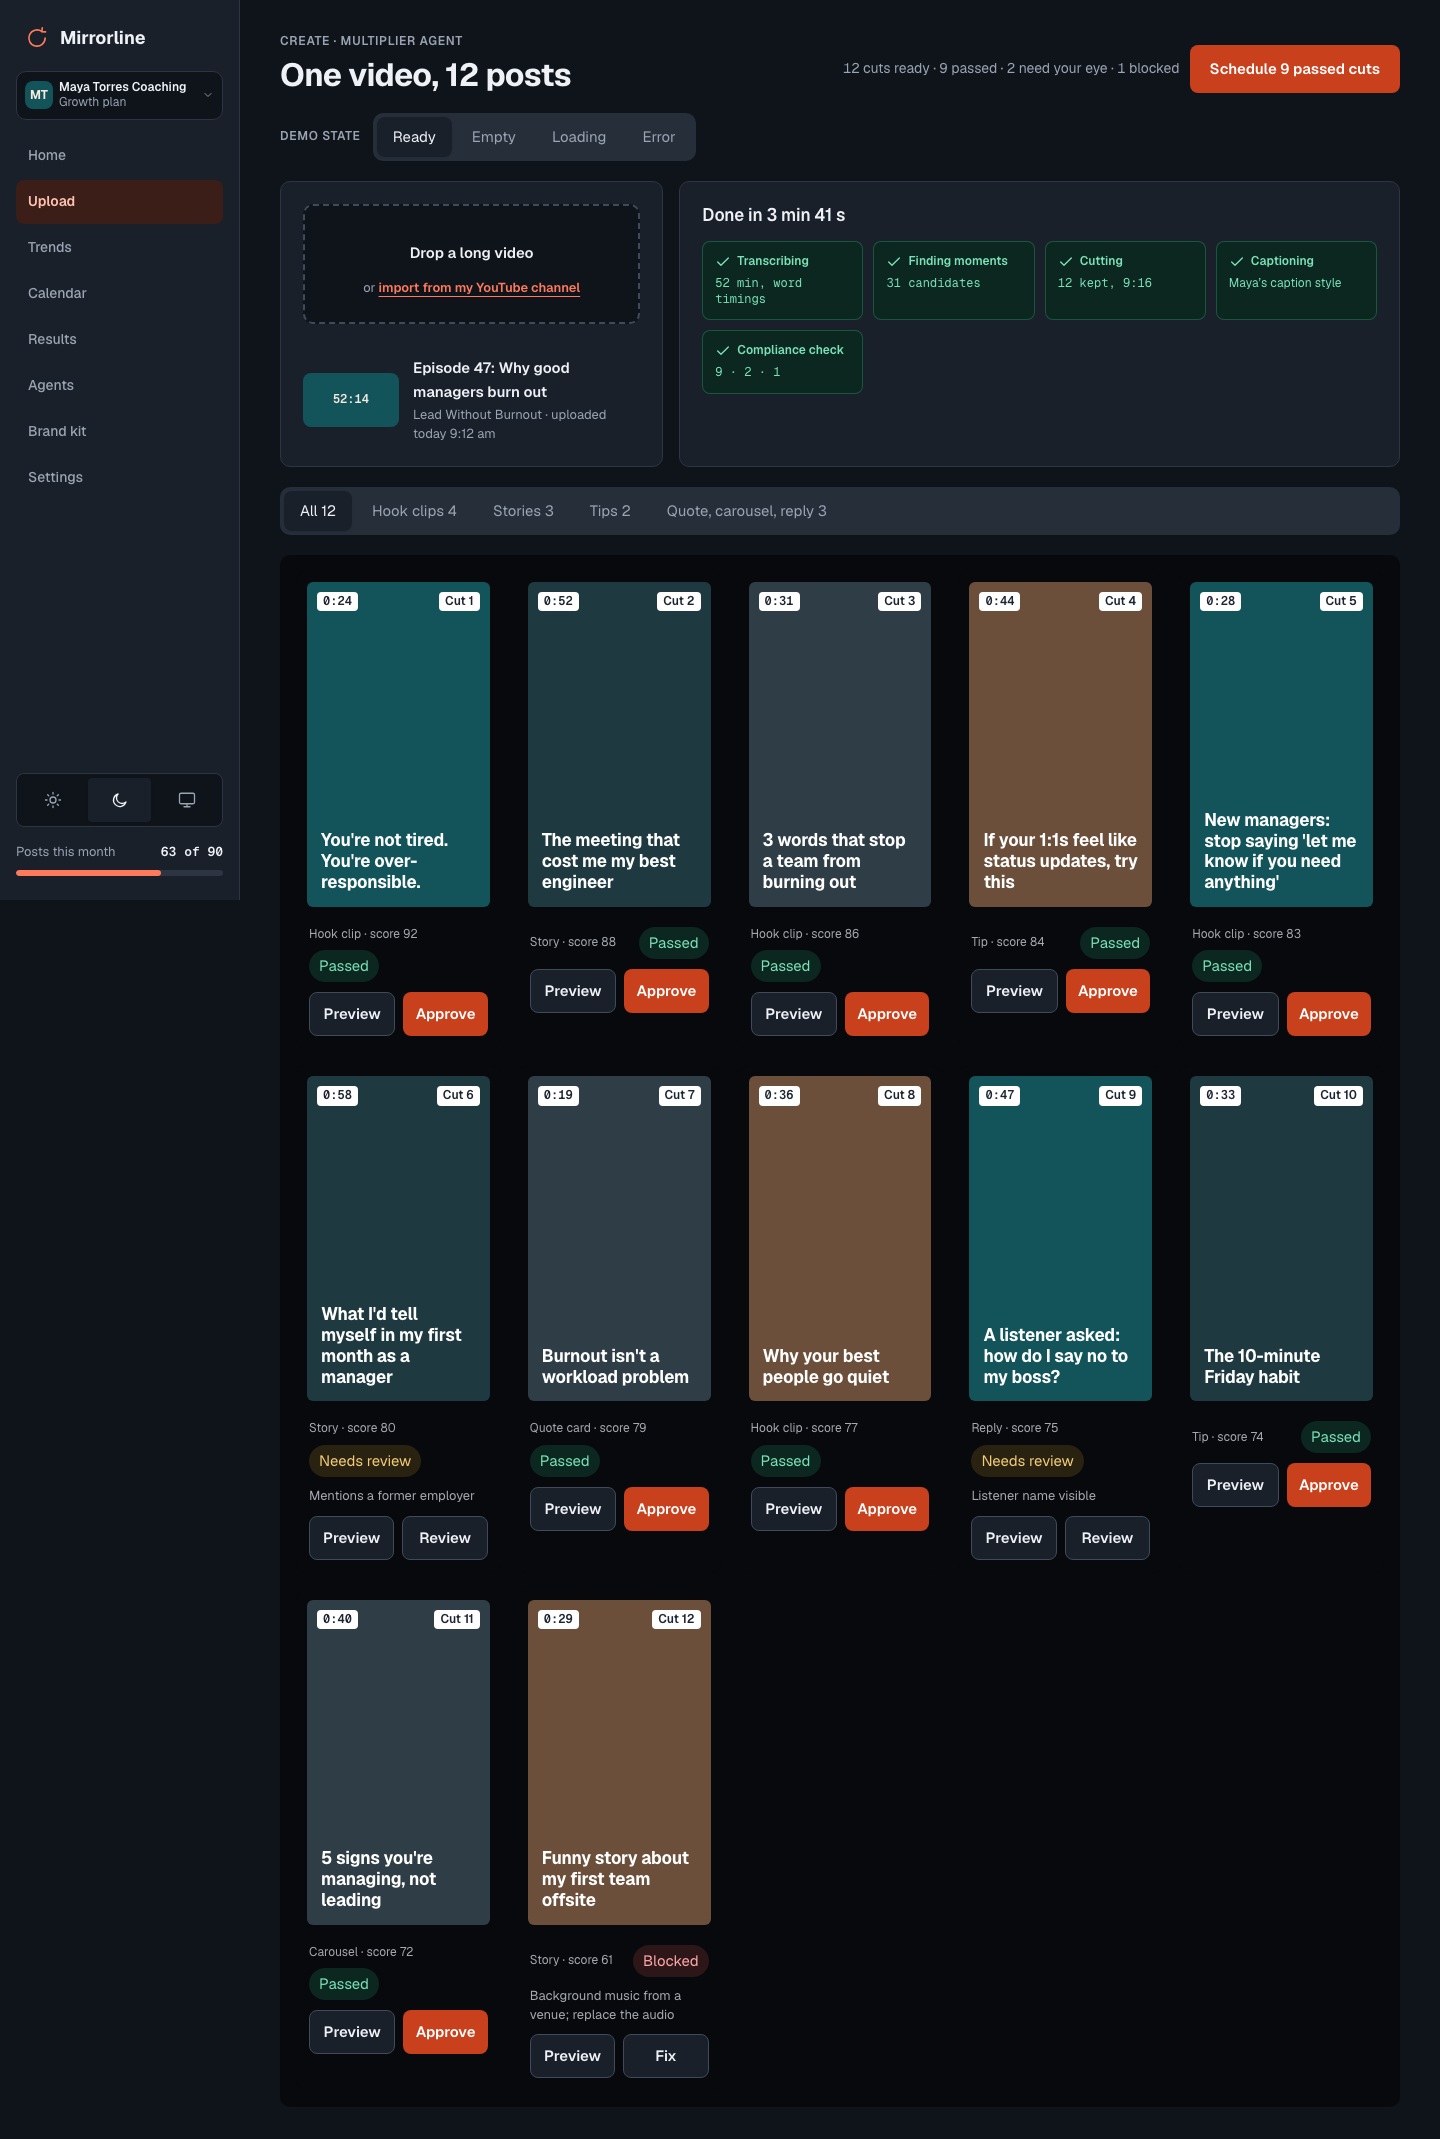 Mirrorline
MT
Maya Torres Coaching
Growth plan
Home
Upload
Trends
Calendar
Results
Agents
Brand kit
Settings
Posts this month
63 of 90
CREATE · MULTIPLIER AGENT
One video, 12 posts
12 cuts ready · 9 passed · 2 need your eye · 1 blocked
Schedule 9 passed cuts
DEMO STATE
Ready
Empty
Loading
Error
Drop a long video
or import from my YouTube channel
52:14
Episode 47: Why good
managers burn out
Lead Without Burnout · uploaded
today 9:12 am
Done in 3 min 41 s
Transcribing
52 min, word
timings
Finding moments
31 candidates
Cutting
12 kept, 9:16
Captioning
Maya's caption style
Compliance check
9 · 2 · 1
All 12
Hook clips 4
Stories 3
Tips 2
Quote, carousel, reply 3
0:24
Cut 1
You're not tired.
You're over-
responsible.
Hook clip · score 92
Passed
Preview
Approve
0:52
Cut 2
The meeting that
cost me my best
engineer
Story · score 88
Passed
Preview
Approve
0:31
Cut 3
3 words that stop
a team from
burning out
Hook clip · score 86
Passed
Preview
Approve
0:44
Cut 4
If your 1:1s feel like
status updates, try
this
Tip · score 84
Passed
Preview
Approve
0:28
Cut 5
New managers:
stop saying 'let me
know if you need
anything'
Hook clip · score 83
Passed
Preview
Approve
0:58
Cut 6
What I'd tell
myself in my first
month as a
manager
Story · score 80
Needs review
Mentions a former employer
Preview
Review
0:19
Cut 7
Burnout isn't a
workload problem
Quote card · score 79
Passed
Preview
Approve
0:36
Cut 8
Why your best
people go quiet
Hook clip · score 77
Passed
Preview
Approve
0:47
Cut 9
A listener asked:
how do I say no to
my boss?
Reply · score 75
Needs review
Listener name visible
Preview
Review
0:33
Cut 10
The 10-minute
Friday habit
Tip · score 74
Passed
Preview
Approve
0:40
Cut 11
5 signs you're
managing, not
leading
Carousel · score 72
Passed
Preview
Approve
0:29
Cut 12
Funny story about
my first team
offsite
Story · score 61
Blocked
Background music from a
venue; replace the audio
Preview
Fix